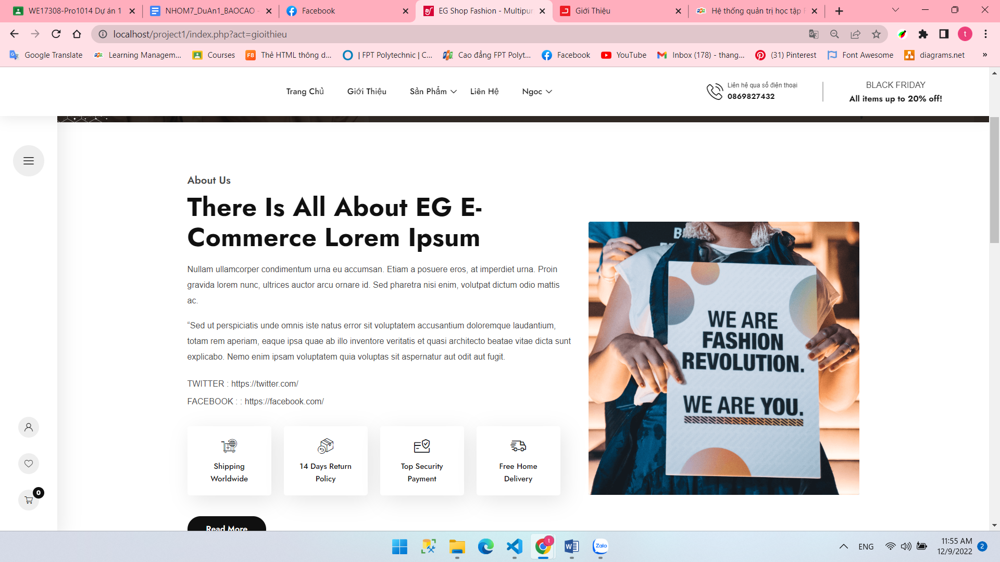 WE17308-Pro1014 Dự án 1
NHOM7_DuAn1_BAOCAO -
Facebook
EG Shop Fashion - Multipur
Giới Thiệu
Hệ thống quản trị học tập F
localhost/project1/index.php?act=gioithieu
t
Google Translate
Learning Managem...
Courses
F8
Thẻ HTML thông d...
| FPT Polytechnic | C...
Cao đẳng FPT Polyt...
Facebook
YouTube
Inbox (178) - thang...
(31) Pinterest
Font Awesome
diagrams.net
»
Trang Chủ
Giới Thiệu
Sản Phẩm
Liên Hệ
Ngoc
Liên hệ qua số điện thoại
0869827432
BLACK FRIDAY
All items up to 20% off!
About Us
There Is All About EG E-
Commerce Lorem Ipsum
Nullam ullamcorper condimentum urna eu accumsan. Etiam a posuere eros, at imperdiet urna. Proin
gravida lorem nunc, ultrices auctor arcu ornare id. Sed pharetra nisi enim, volutpat dictum odio mattis
ac.
“Sed ut perspiciatis unde omnis iste natus error sit voluptatem accusantium doloremque laudantium,
totam rem aperiam, eaque ipsa quae ab illo inventore veritatis et quasi architecto beatae vitae dicta sunt
explicabo. Nemo enim ipsam voluptatem quia voluptas sit aspernatur aut odit aut fugit.
TWITTER : https://twitter.com/
FACEBOOK : : https://facebook.com/
Shipping
Worldwide
14 Days Return
Policy
Top Security
Payment
Free Home
Delivery
Read More
WE ARE
FASHION
REVOLUTION.
WE ARE YOU.
0
t
Zalo
ENG
11:55 AM
12/9/2022
2